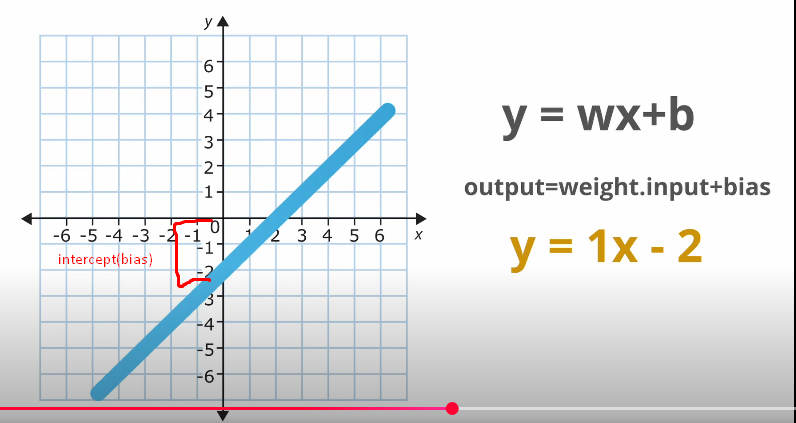 y
6
5
4
3
2
1
-6 -5 -4 -3 -2 -1 0 1 2 3 4 5 6 x
-1
-2
-3
-4
-5
-6
intercept(bias)
y = wx+b
output=weight.input+bias
y = 1x - 2